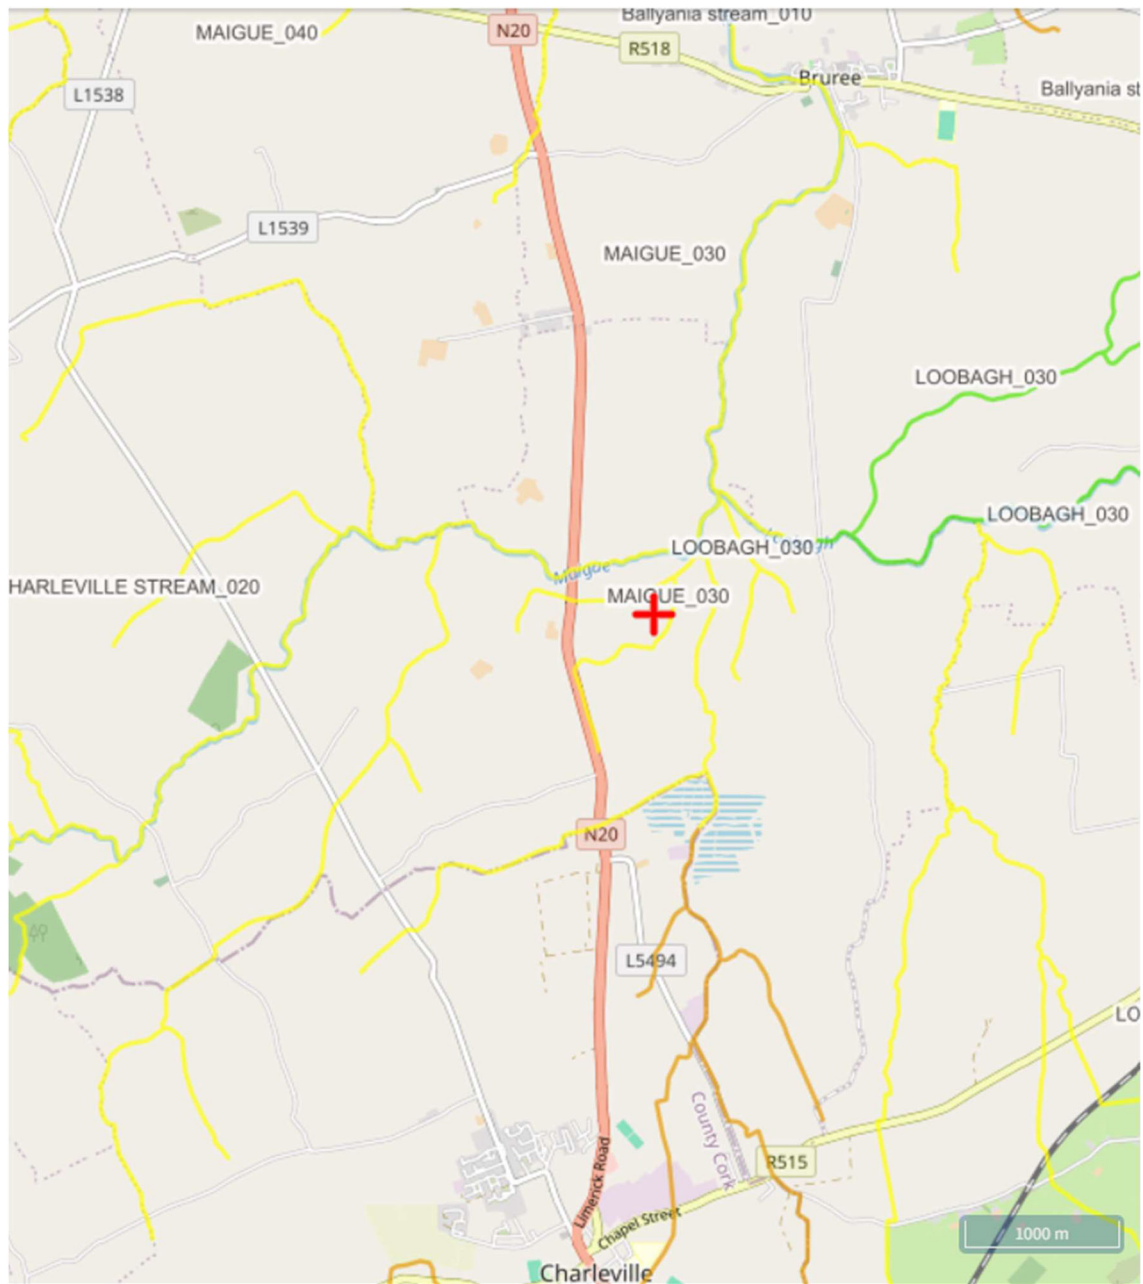 Ballyania stream_010
MAIGUE_040
N20
R518
Bruree
L1538
Ballyania st
L1539
MAIGUE_030
LOOBAGH_030
LOOBAGH_030
LOOBAGH_030
Maigue
HARLEVILLE STREAM_020
MAIGUE_030
N20
L5494
LO
County Cork
R515
Limerick Road
Chapel Street
1000 m
Charleville